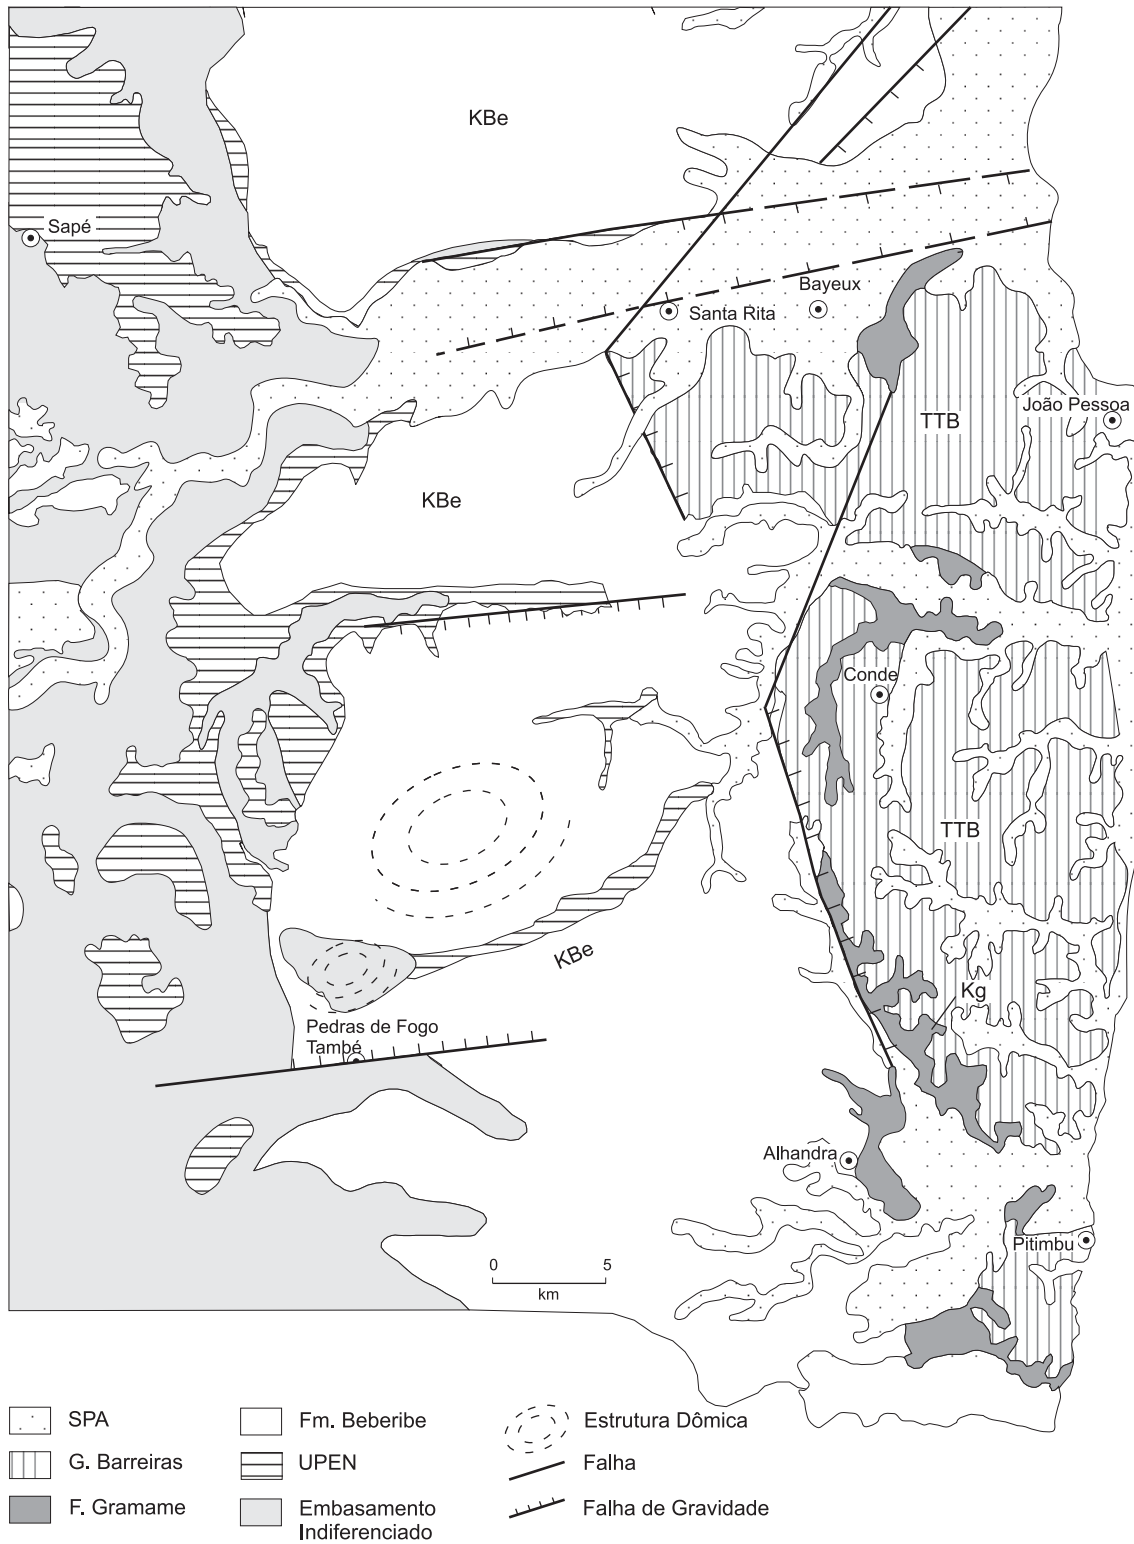 KBe
Sapé
Bayeux
Santa Rita
João Pessoa
TTB
KBe
Conde
TTB
KBe
Kg
Pedras de Fogo
També
Alhandra
Pitimbu
0 5
km
SPA
G. Barreiras
F. Gramame
Fm. Beberibe
UPEN
Embasamento
Indiferenciado
Estrutura Dômica
Falha
Falha de Gravidade